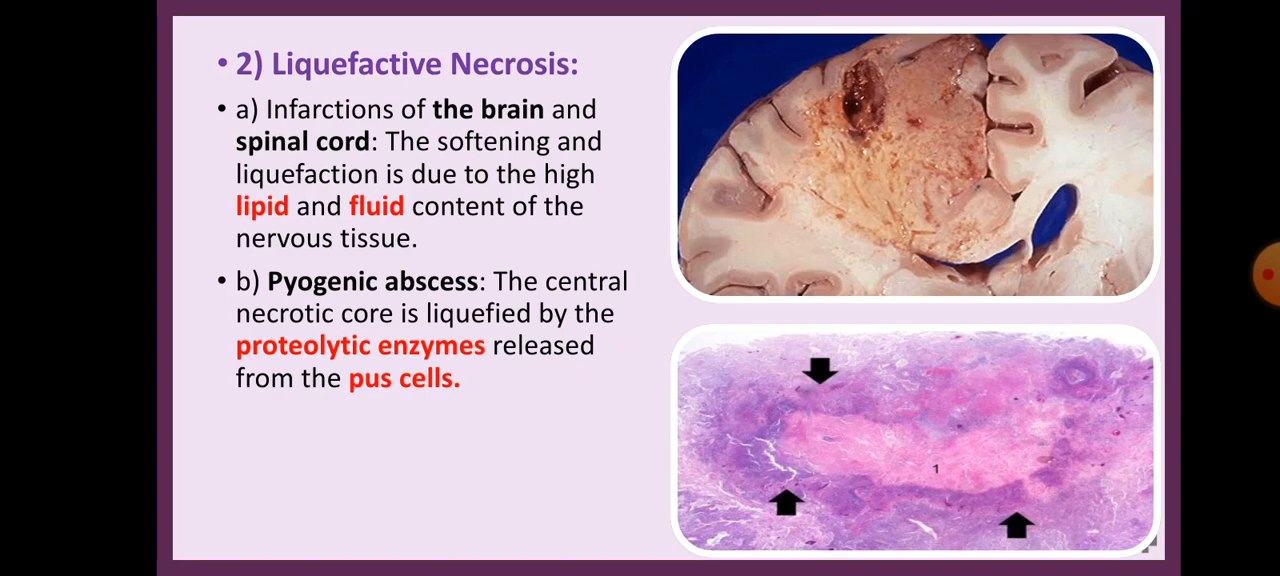 • 2) Liquefactive Necrosis:
• a) Infarctions of the brain and
spinal cord: The softening and
liquefaction is due to the high
lipid and fluid content of the
nervous tissue.
• b) Pyogenic abscess: The central
necrotic core is liquefied by the
proteolytic enzymes released
from the pus cells.
1